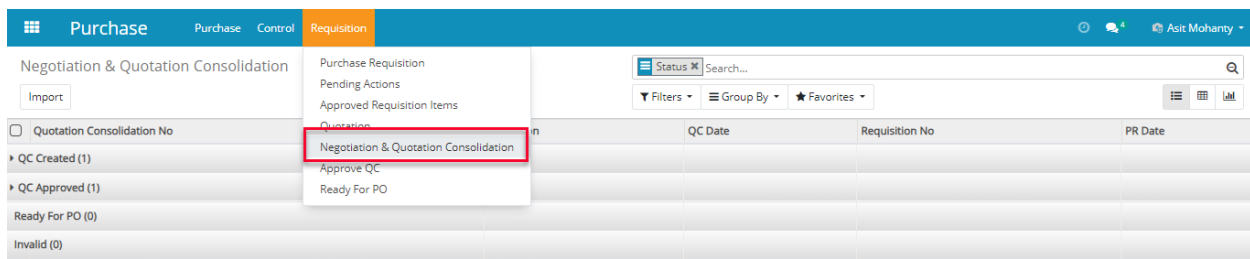 Purchase Purchase Control Requisition 4 Asit Mohanty
Negotiation & Quotation Consolidation
Status Search...
Import
Filters Group By Favorites
Purchase Requisition
Pending Actions
Approved Requisition Items
Quotation
Negotiation & Quotation Consolidation
Approve QC
Ready For PO
Quotation Consolidation No QC Date Requisition No PR Date
QC Created (1)
QC Approved (1)
Ready For PO (0)
Invalid (0)